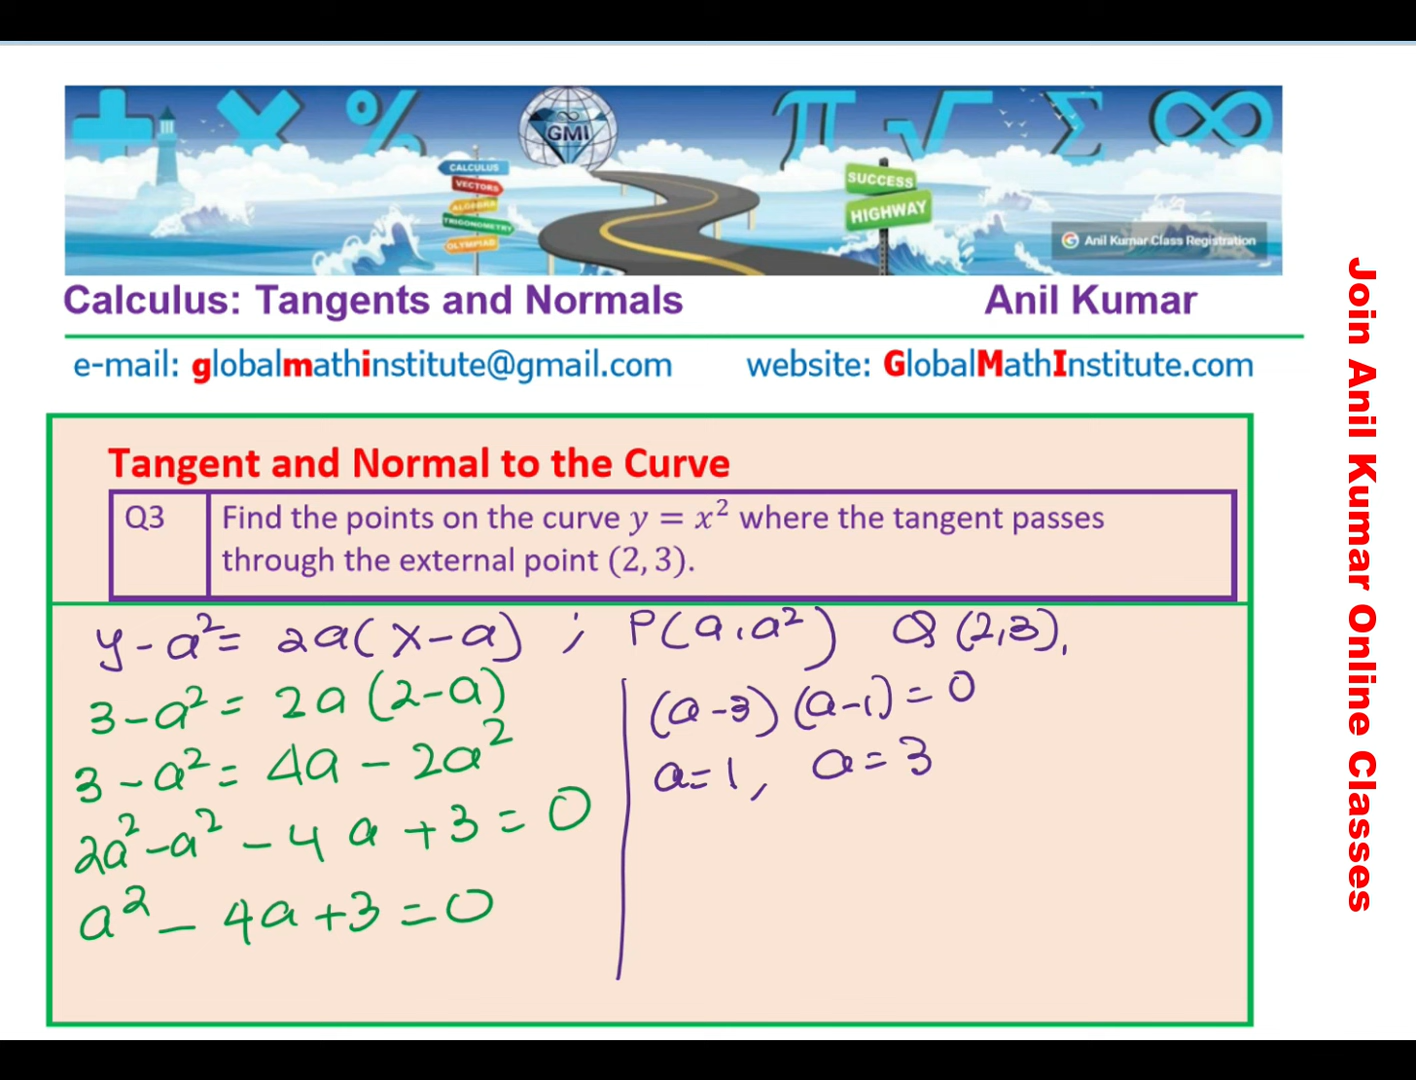 + × % π √ Σ ∞
GMI
CALCULUS
VECTORS
ALGEBRA
TRIGONOMETRY
OLYMPIAD
SUCCESS
HIGHWAY
Anil Kumar Class Registration
Calculus: Tangents and Normals Anil Kumar
e-mail: globalmathinstitute@gmail.com website: GlobalMathInstitute.com
Join Anil Kumar Online Classes
Tangent and Normal to the Curve
Q3 Find the points on the curve y = x² where the tangent passes
through the external point (2, 3).
y - a² = 2a(x - a) ; P(a, a²) Q(2,3),
3 - a² = 2a(2 - a)
3 - a² = 4a - 2a²
2a² - a² - 4a + 3 = 0
a² - 4a + 3 = 0
(a - 3)(a - 1) = 0
a = 1, a = 3